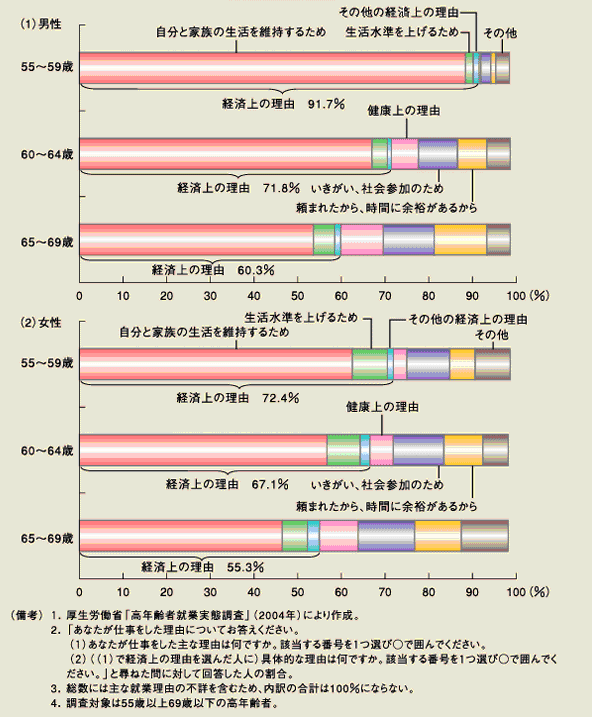 (1)男性
その他の経済上の理由
自分と家族の生活を維持するため
生活水準を上げるため
その他
55～59歳
経済上の理由 91.7%
健康上の理由
60～64歳
経済上の理由 71.8%
いきがい、社会参加のため
頼まれたから、時間に余裕があるから
65～69歳
経済上の理由 60.3%
0 10 20 30 40 50 60 70 80 90 100 (%)
(2)女性
生活水準を上げるため
その他の経済上の理由
自分と家族の生活を維持するため
その他
55～59歳
経済上の理由 72.4%
健康上の理由
60～64歳
経済上の理由 67.1%
いきがい、社会参加のため
頼まれたから、時間に余裕があるから
65～69歳
経済上の理由 55.3%
0 10 20 30 40 50 60 70 80 90 100 (%)
(備考) 1. 厚生労働省「高年齢者就業実態調査」(2004年)により作成。
2. 「あなたが仕事をした理由についてお答えください。
(1)あなたが仕事をした主な理由は何ですか。該当する番号を1つ選び○で囲んでください。
(2)((1)で経済上の理由を選んだ人に)具体的な理由は何ですか。該当する番号を1つ選び○で囲んでく
ださい。」と尋ねた問に対して回答した人の割合。
3. 総数には主な就業理由の不詳を含むため、内訳の合計は100%にならない。
4. 調査対象は55歳以上69歳以下の高年齢者。